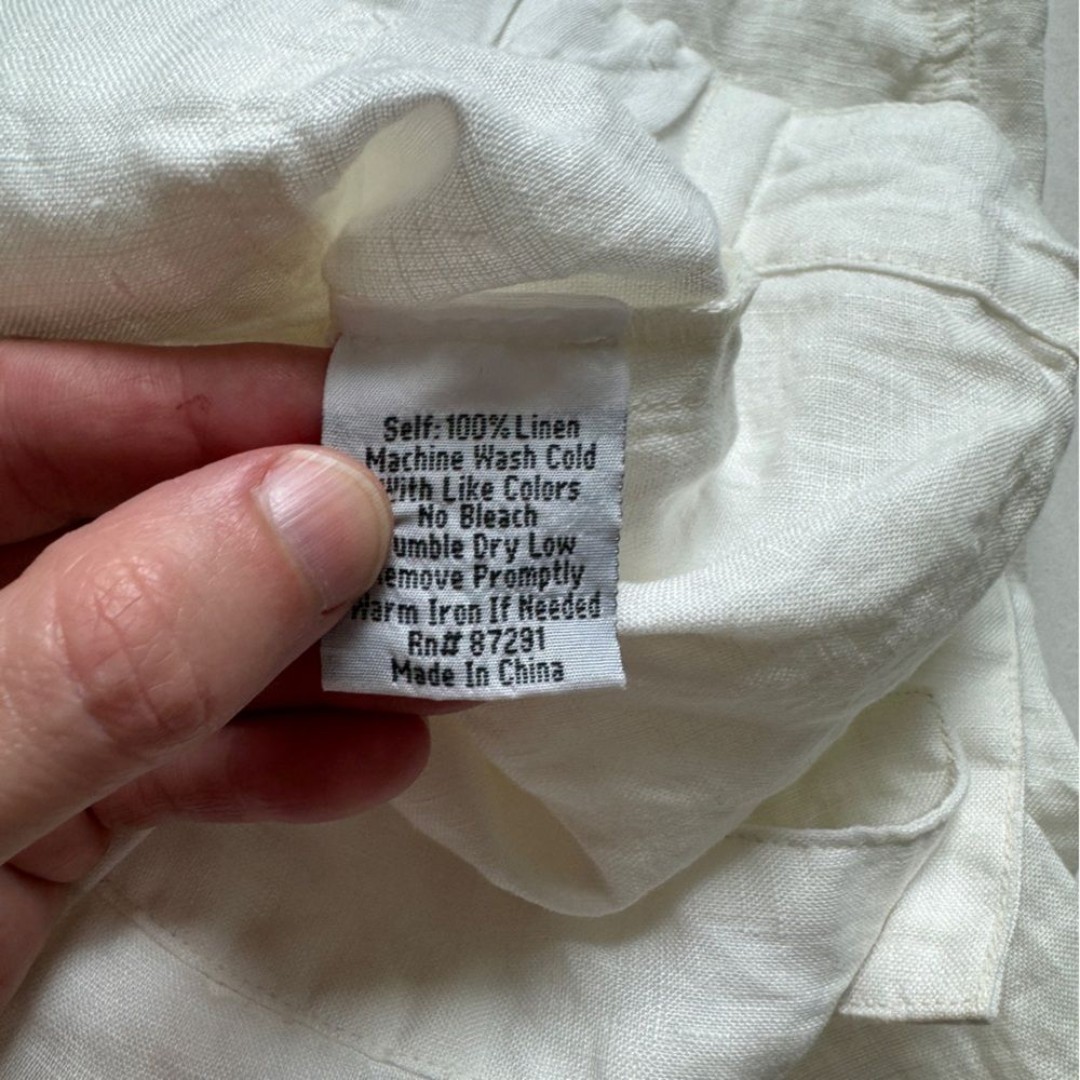 Self: 100% Linen
Machine Wash Cold
With Like Colors
No Bleach
umble Dry Low
emove Promptly
Warm Iron If Needed
Rn# 87291
Made In China